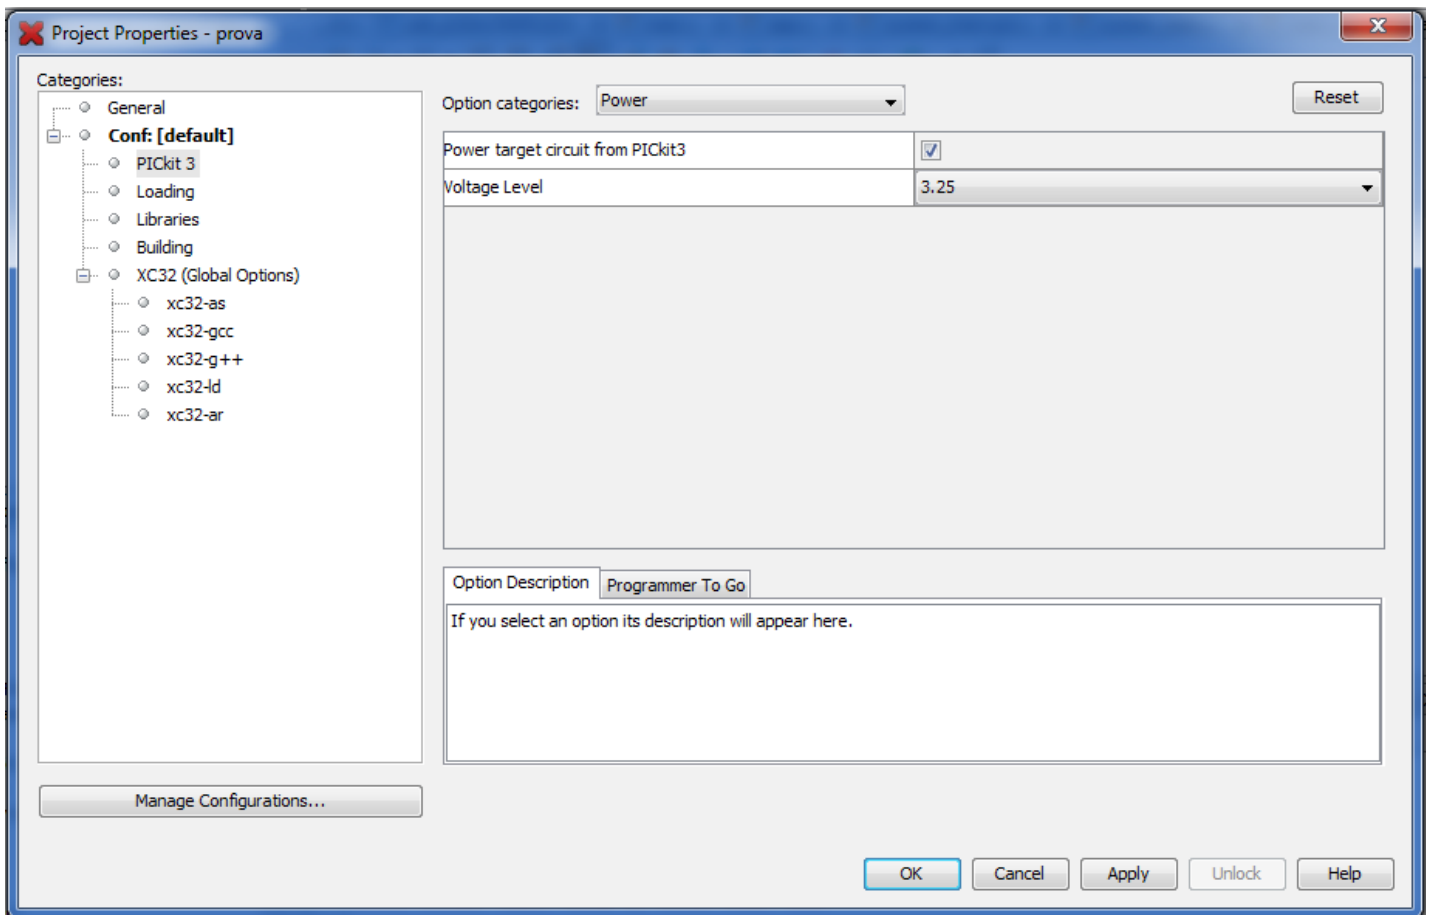 Project Properties - prova
Categories:
General
Conf: [default]
PICkit 3
Loading
Libraries
Building
XC32 (Global Options)
xc32-as
xc32-gcc
xc32-g++
xc32-ld
xc32-ar
Manage Configurations...
Option categories: Power Reset
Power target circuit from PICkit3
Voltage Level 3.25
Option Description Programmer To Go
If you select an option its description will appear here.
OK Cancel Apply Unlock Help